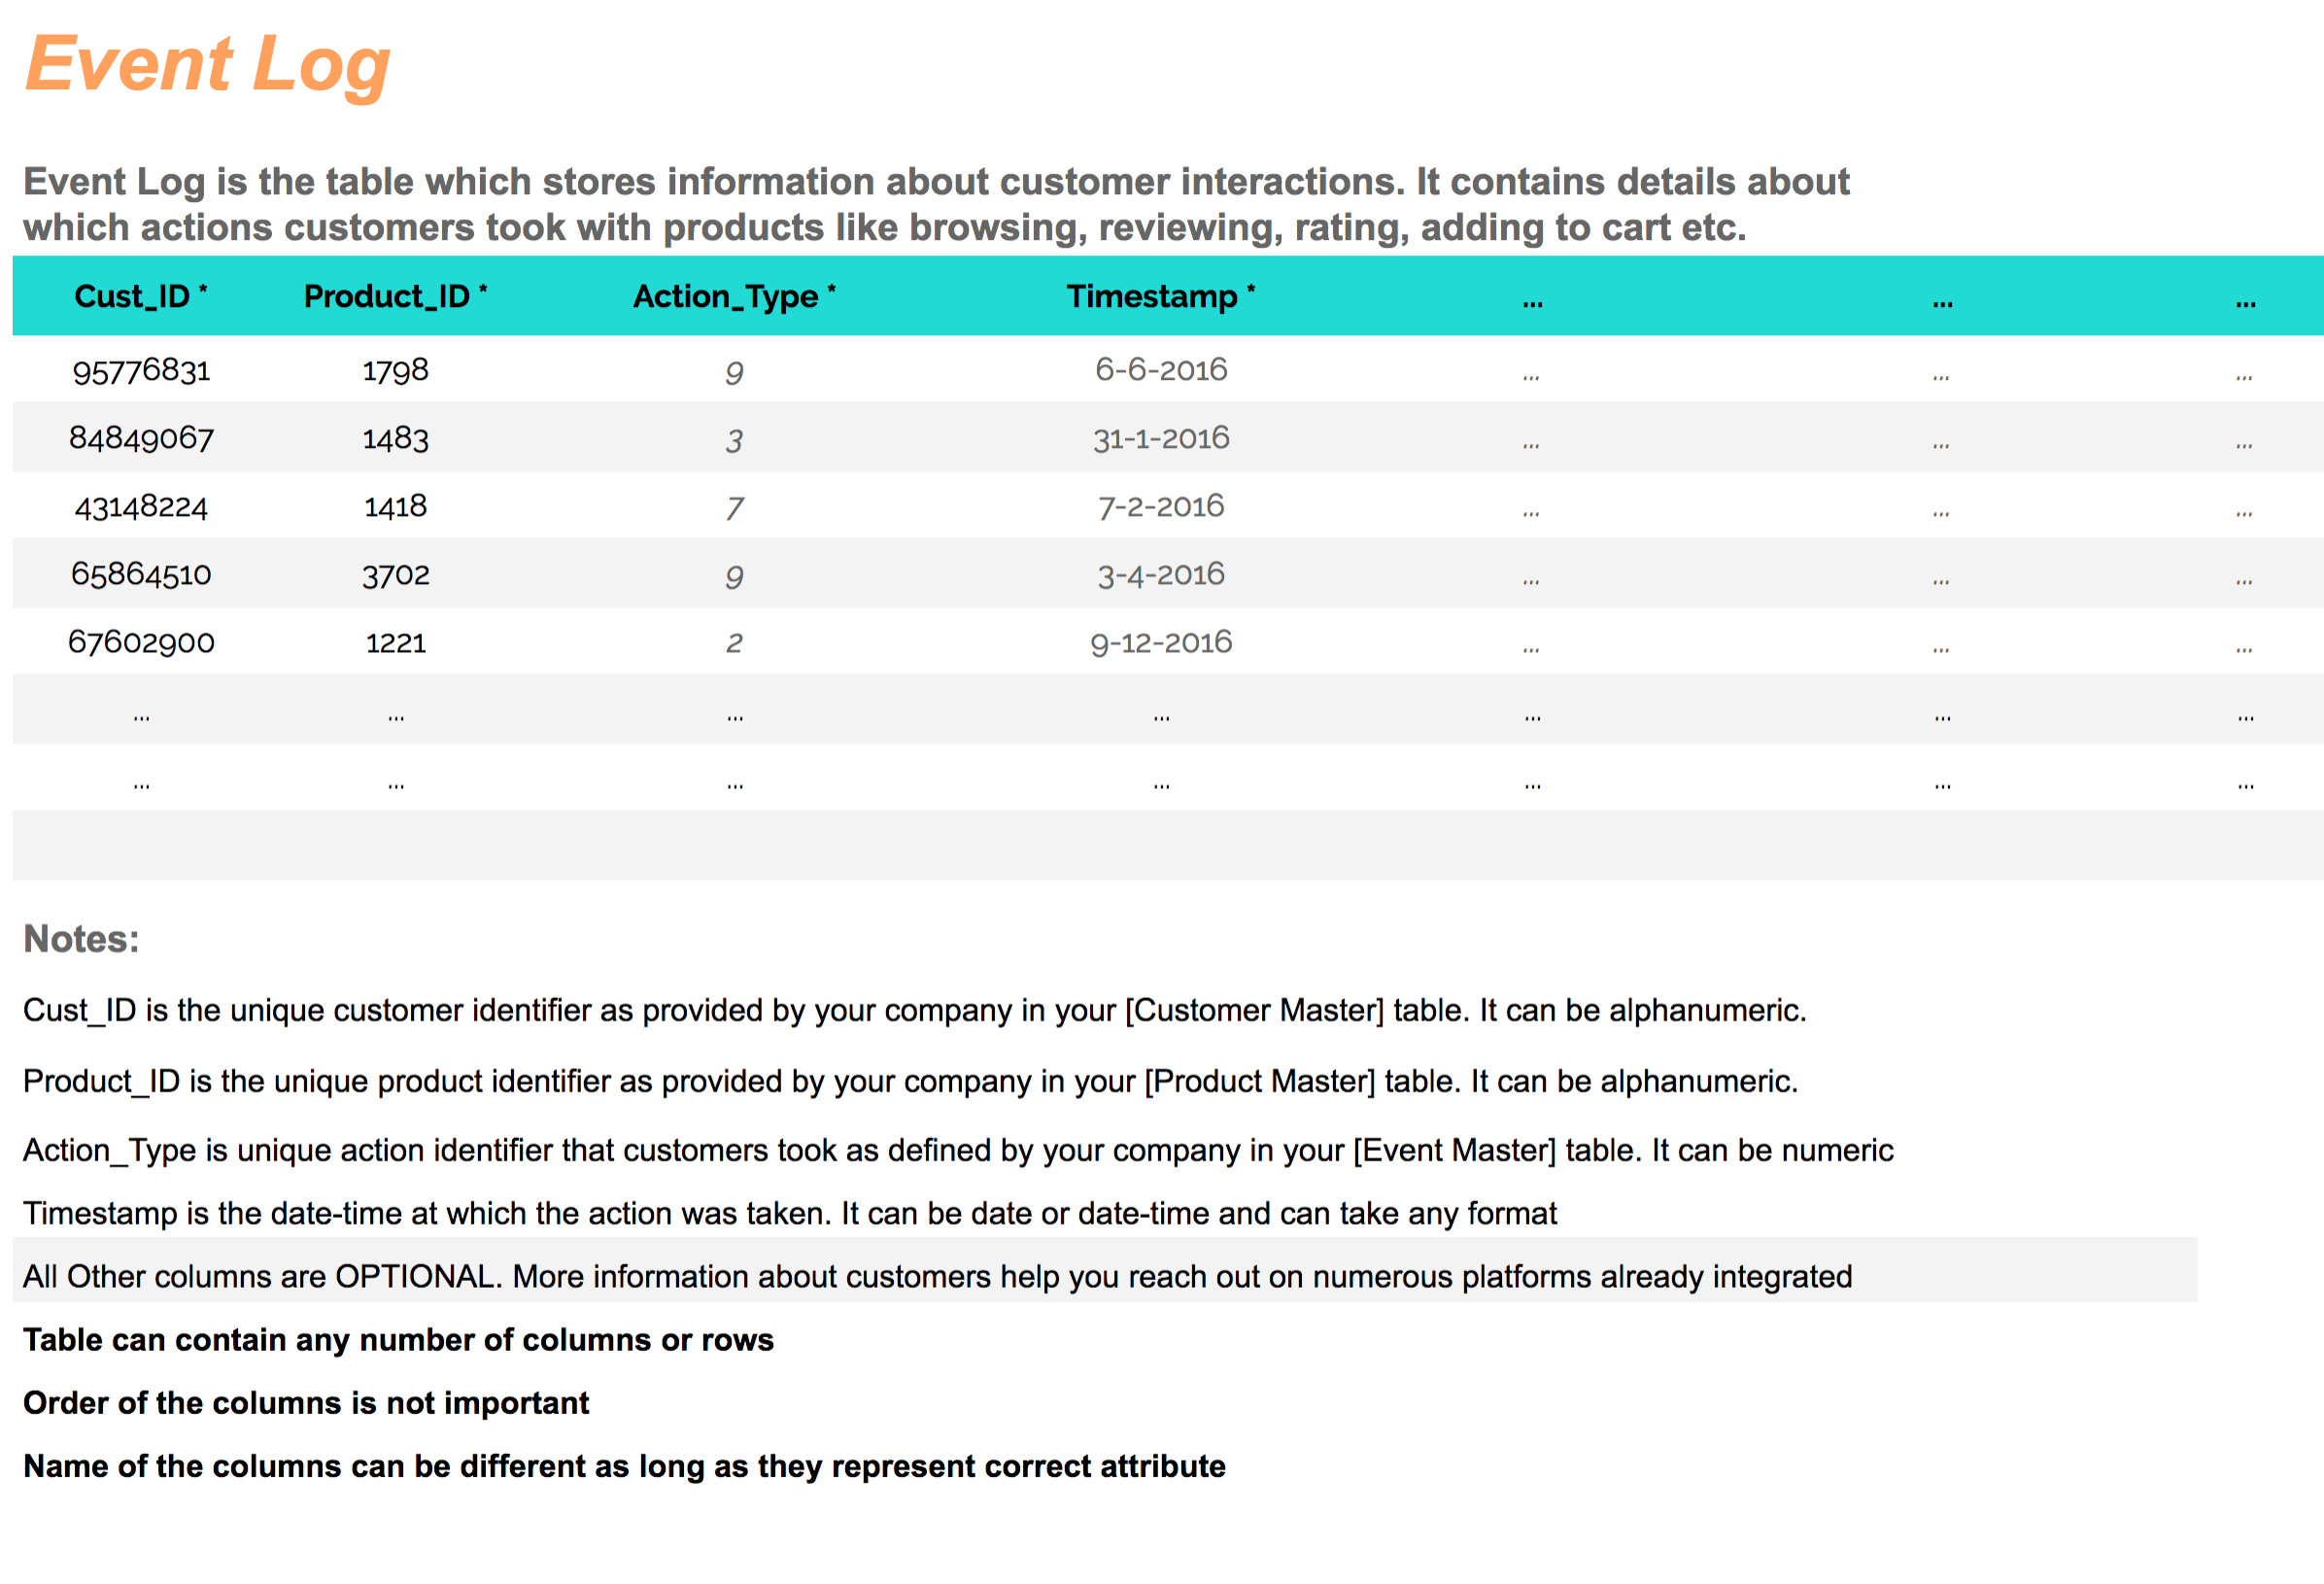 Event Log
Event Log is the table which stores information about customer interactions. It contains details about
which actions customers took with products like browsing, reviewing, rating, adding to cart etc.
Cust_ID * Product_ID * Action_Type * Timestamp * ... ... ...
95776831 1798 9 6-6-2016 ... ... ...
84849067 1483 3 31-1-2016 ... ... ...
43148224 1418 7 7-2-2016 ... ... ...
65864510 3702 9 3-4-2016 ... ... ...
67602900 1221 2 9-12-2016 ... ... ...
... ... ... ... ... ... ...
... ... ... ... ... ... ...
Notes:
Cust_ID is the unique customer identifier as provided by your company in your [Customer Master] table. It can be alphanumeric.
Product_ID is the unique product identifier as provided by your company in your [Product Master] table. It can be alphanumeric.
Action_Type is unique action identifier that customers took as defined by your company in your [Event Master] table. It can be numeric
Timestamp is the date-time at which the action was taken. It can be date or date-time and can take any format
All Other columns are OPTIONAL. More information about customers help you reach out on numerous platforms already integrated
Table can contain any number of columns or rows
Order of the columns is not important
Name of the columns can be different as long as they represent correct attribute